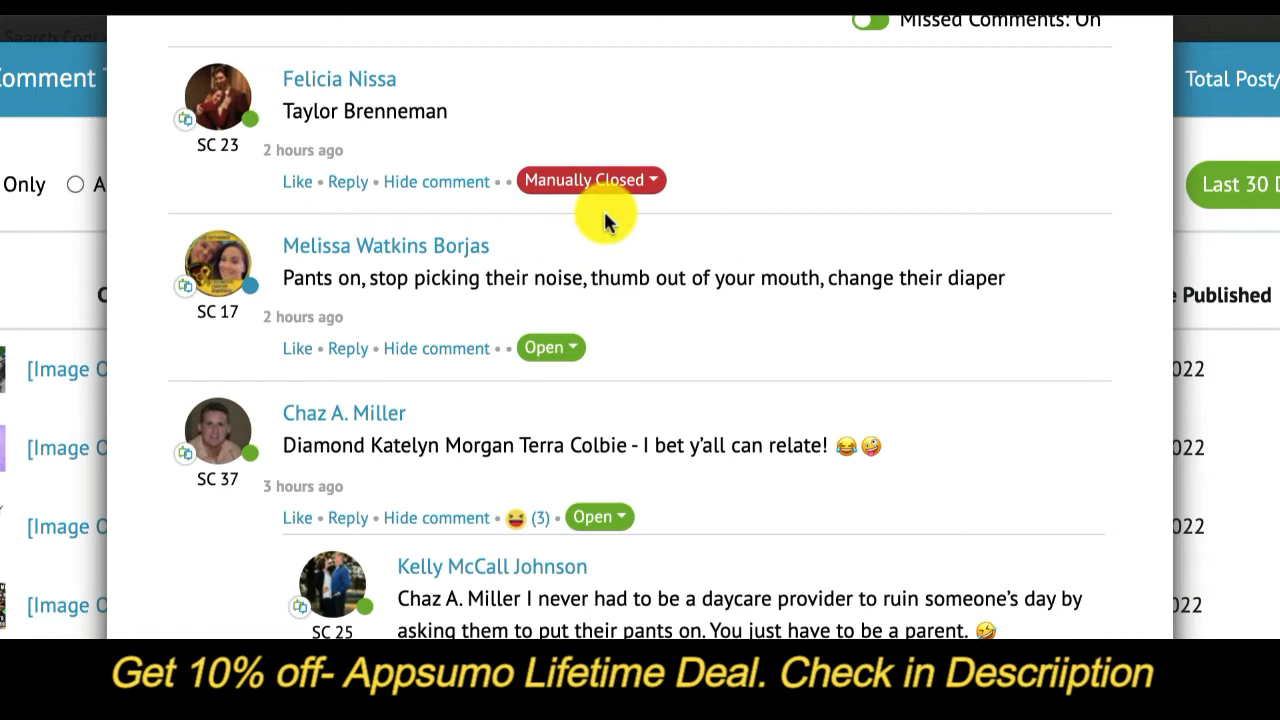 Missed Comments: On
Comment T
Total Post/
Felicia Nissa
Taylor Brenneman
SC 23
2 hours ago
Like • Reply • Hide comment • • Manually Closed
Only
A
Last 30 D
Melissa Watkins Borjas
Pants on, stop picking their noise, thumb out of your mouth, change their diaper
SC 17
2 hours ago
Like • Reply • Hide comment • • Open
C
e Published
[Image O
022
Chaz A. Miller
Diamond Katelyn Morgan Terra Colbie - I bet y’all can relate! 😂🤪
SC 37
3 hours ago
Like • Reply • Hide comment • 😆 (3) • Open
[Image O
022
[Image O
022
Kelly McCall Johnson
Chaz A. Miller I never had to be a daycare provider to ruin someone’s day by
asking them to put their pants on. You just have to be a parent. 🤣
SC 25
[Image O
022
Get 10% off- Appsumo Lifetime Deal. Check in Descriiption